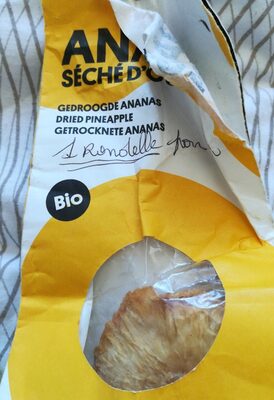 ANA
SÉCHÉ D'O
GEDROOGDE ANANAS
DRIED PINEAPPLE
GETROCKNETE ANANAS
1 Rondelle
Bio